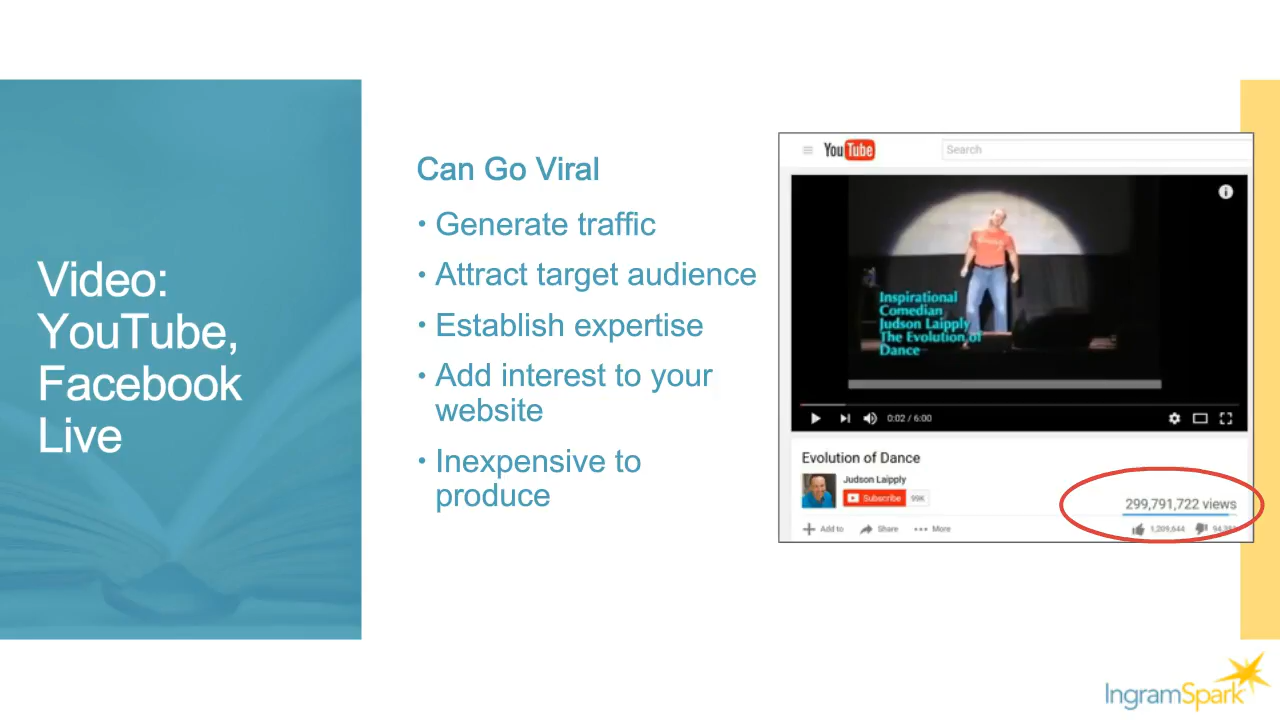 Video:
YouTube,
Facebook
Live
Can Go Viral
• Generate traffic
• Attract target audience
• Establish expertise
• Add interest to your
website
• Inexpensive to
produce
YouTube
Search
Inspirational
Comedian
Judson Laipply
The Evolution of
Dance
0:02 / 6:00
Evolution of Dance
Judson Laipply
Subscribe 99K
299,791,722 views
Add to Share More
1,209,644
IngramSpark